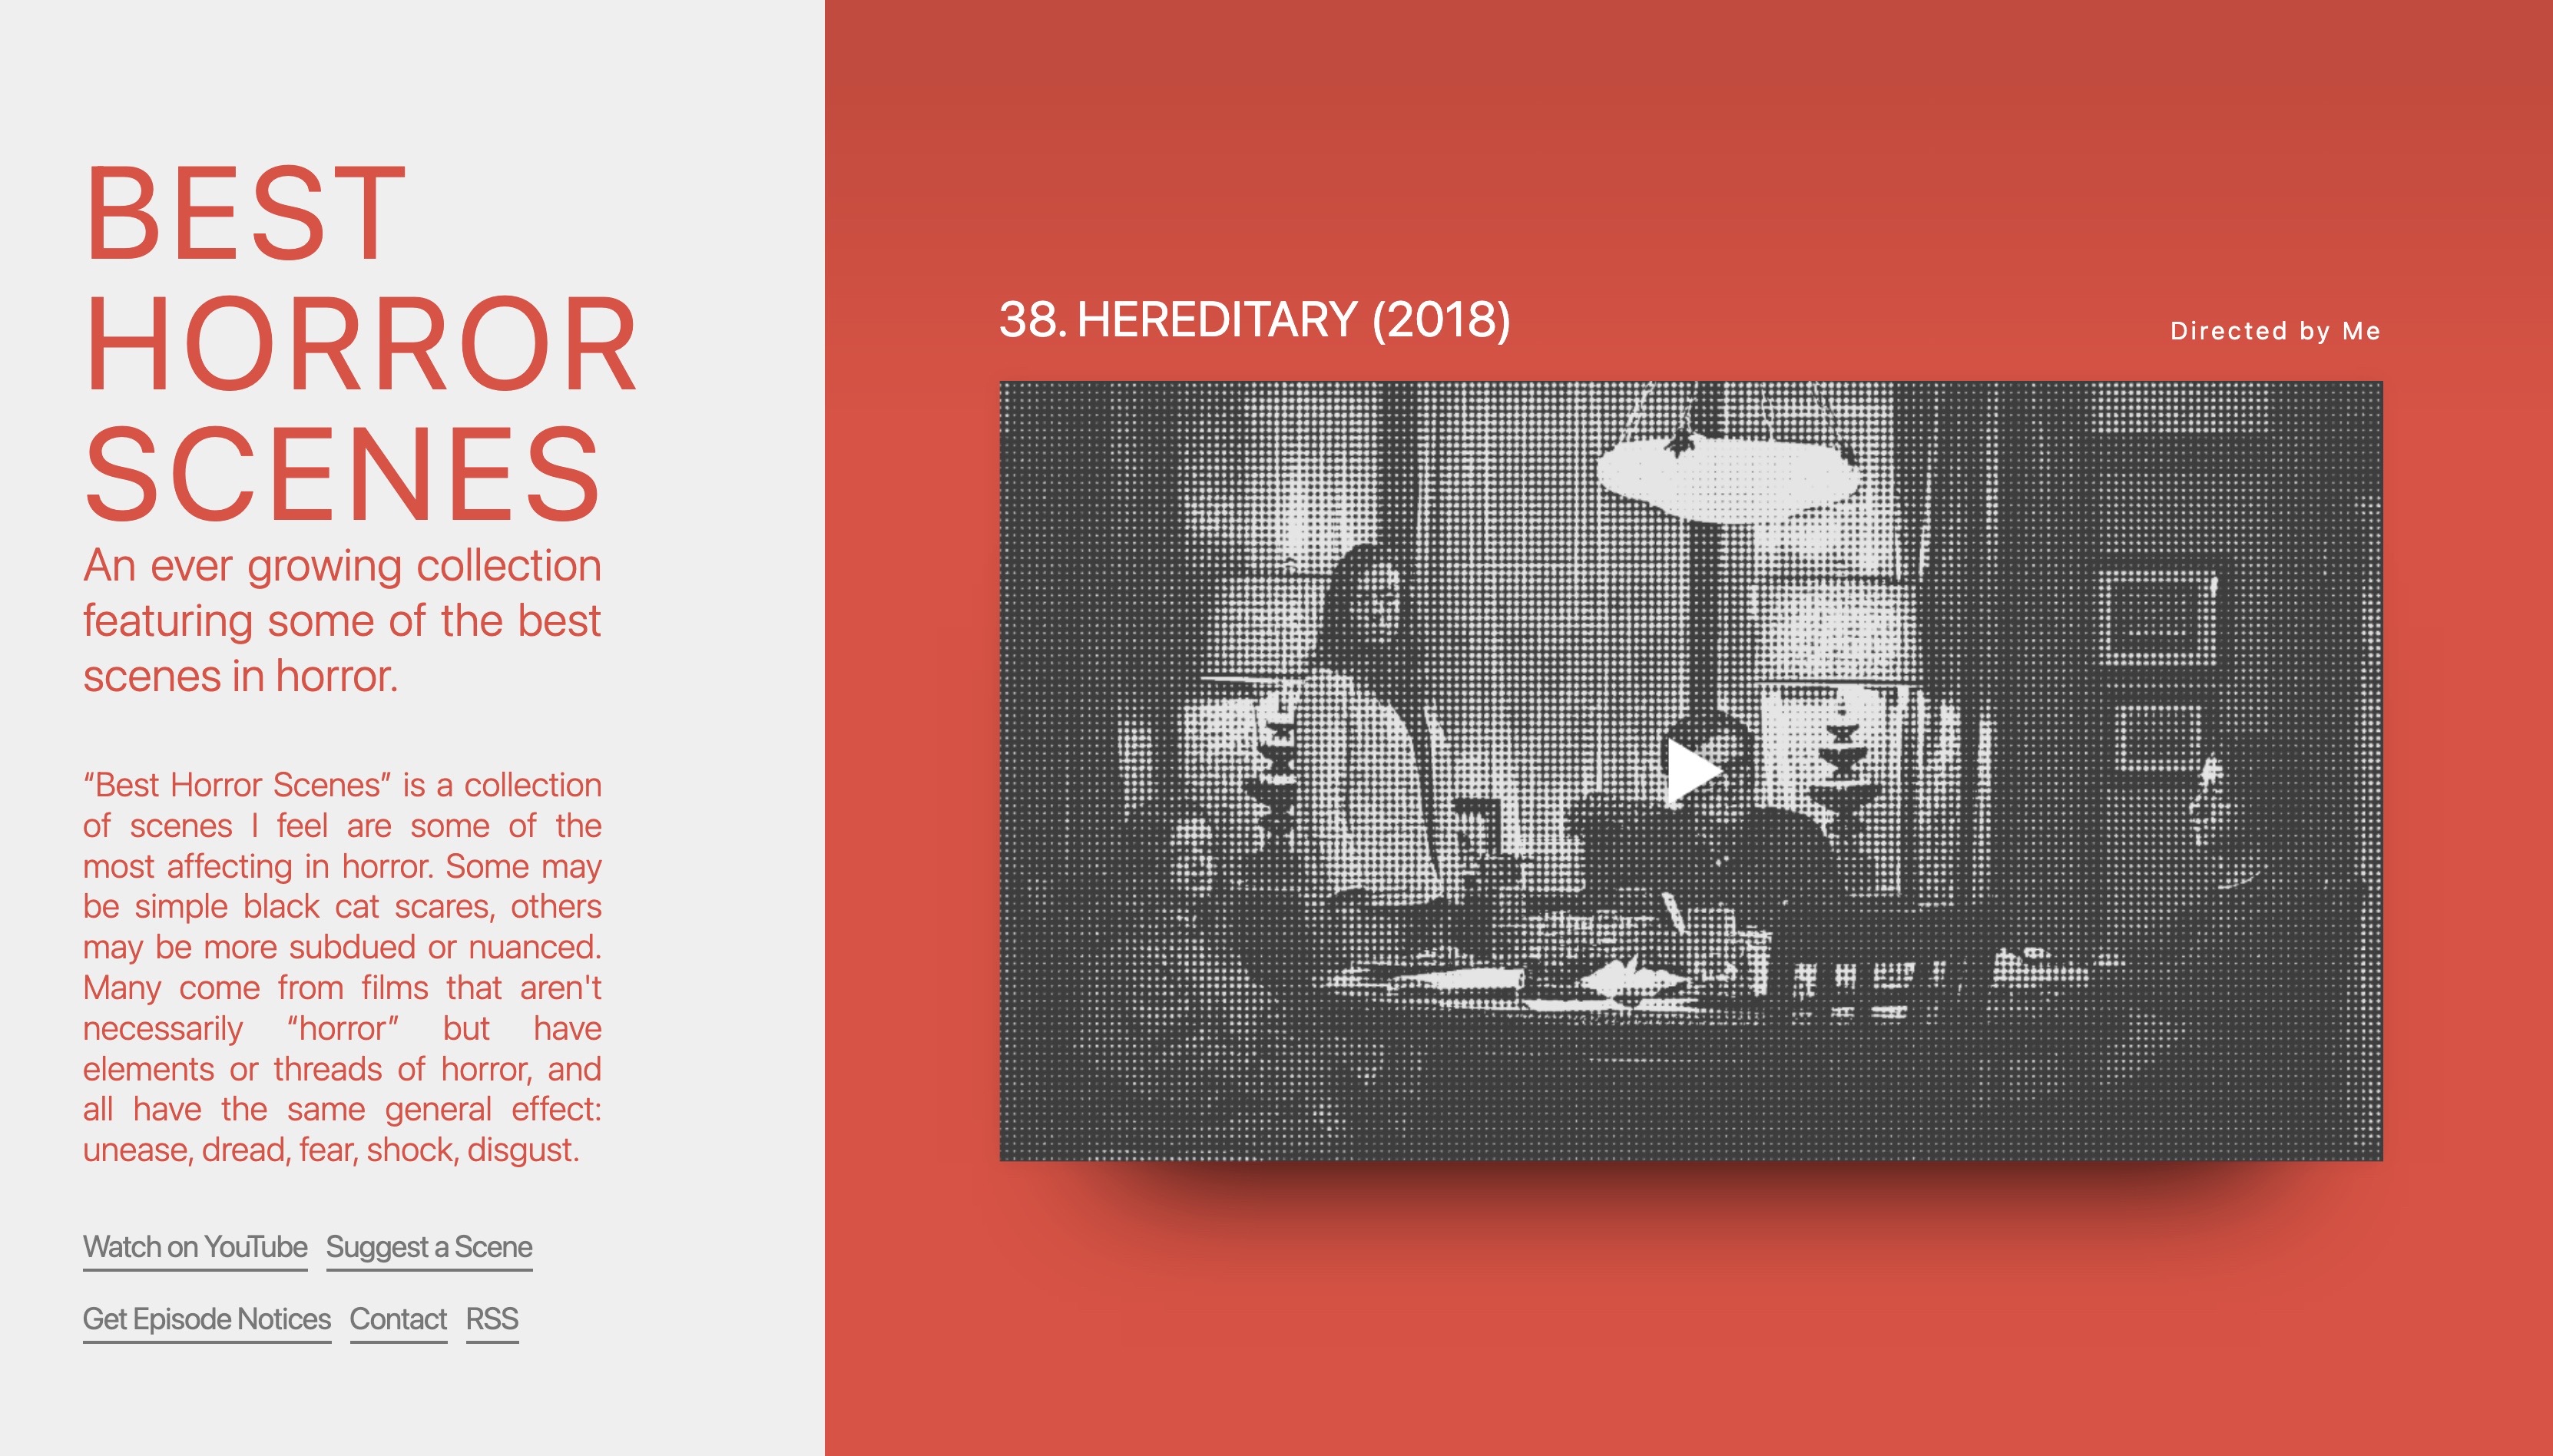 BEST
HORROR
SCENES
An ever growing collection
featuring some of the best
scenes in horror.
“Best Horror Scenes” is a collection
of scenes I feel are some of the
most affecting in horror. Some may
be simple black cat scares, others
may be more subdued or nuanced.
Many come from films that aren't
necessarily “horror” but have
elements or threads of horror, and
all have the same general effect:
unease, dread, fear, shock, disgust.
Watch on YouTube Suggest a Scene
Get Episode Notices Contact RSS
38. HEREDITARY (2018)
Directed by Me